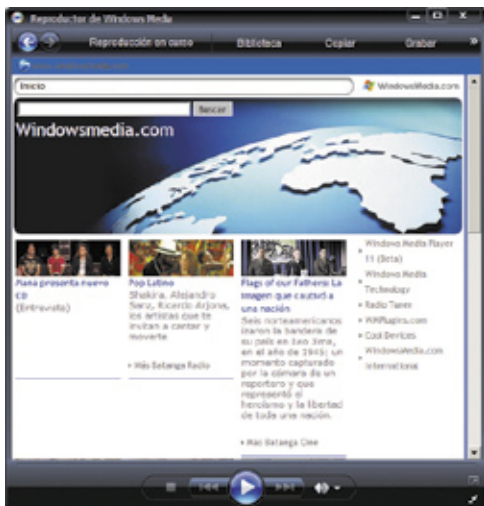 Reproductor de Windows Media
Reproducción en curso
Biblioteca
Copiar
Grabar
»
Inicio
WindowsMedia.com
Buscar
Windowsmedia.com
Maná presenta nuevo
CD
(Entrevista)
Pop Latino
Shakira, Alejandro
Sanz, Ricardo Arjona,
los artistas que te
invitan a cantar y
moverte
Más Batanga Radio
Flags of our Fathers: La
imagen que cautivó a
una nación
Seis norteamericanos
izaron la bandera de
su país en Iwo Jima,
en el año de 1945; un
momento capturado
por la cámara de un
reportero y que
representó el
heroísmo y la libertad
de toda una nación.
Más Batanga Cine
Windows Media Player
11 (Beta)
Windows Media
Technology
Radio Tuner
WMPlugins.com
Cool Devices
WindowsMedia.com
International